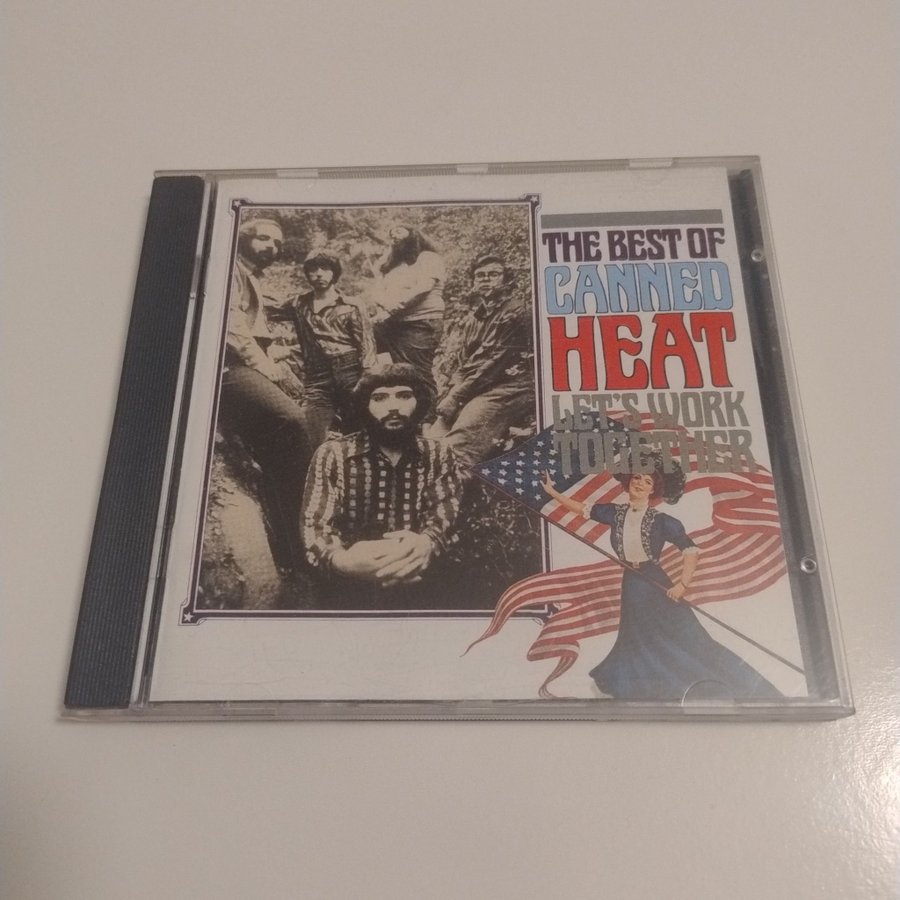 THE BEST OF
CANNED
HEAT
LET'S WORK
TOGETHER